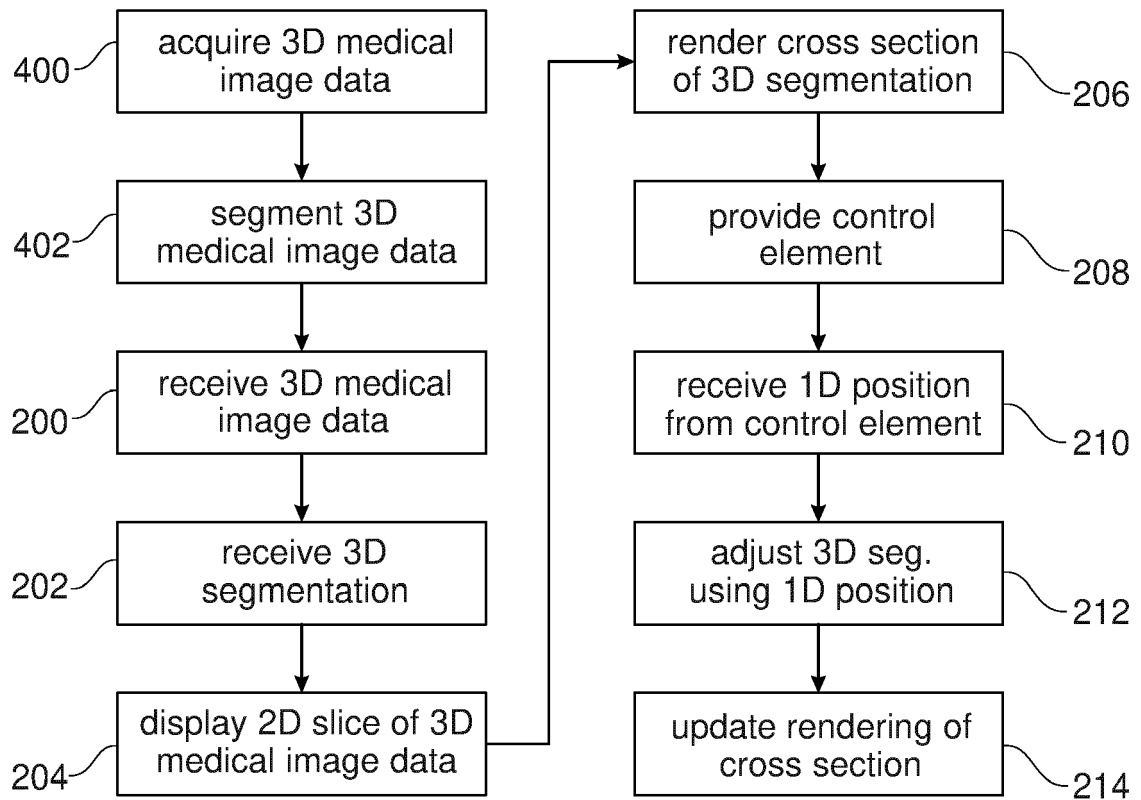 400
acquire 3D medical
image data
402
segment 3D
medical image data
200
receive 3D medical
image data
202
receive 3D
segmentation
204
display 2D slice of 3D
medical image data
render cross section
of 3D segmentation
206
provide control
element
208
receive 1D position
from control element
210
adjust 3D seg.
using 1D position
212
update rendering of
cross section
214